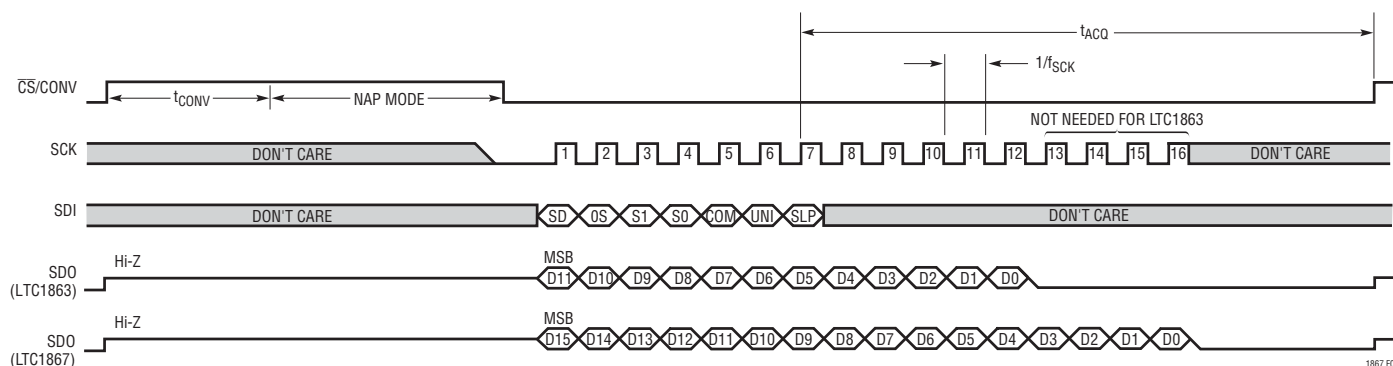 tACQ
1/fSCK
CS/CONV
tCONV
NAP MODE
NOT NEEDED FOR LTC1863
SCK
DON'T CARE
1 2 3 4 5 6 7 8 9 10 11 12 13 14 15 16
DON'T CARE
SDI
DON'T CARE
SD 0S S1 S0 COM UNI SLP
DON'T CARE
SDO
(LTC1863)
Hi-Z
MSB
D11 D10 D9 D8 D7 D6 D5 D4 D3 D2 D1 D0
SDO
(LTC1867)
Hi-Z
MSB
D15 D14 D13 D12 D11 D10 D9 D8 D7 D6 D5 D4 D3 D2 D1 D0
1867